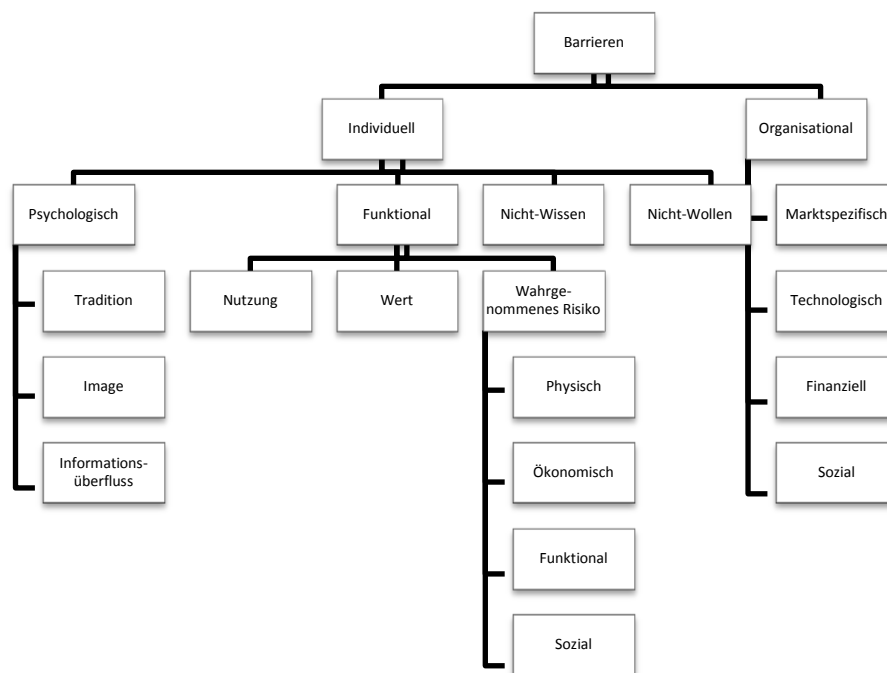 Barrieren
Individuell
Organisational
Psychologisch
Funktional
Nicht-Wissen
Nicht-Wollen
Marktspezifisch
Tradition
Nutzung
Wert
Wahrge-
nommenes Risiko
Technologisch
Image
Physisch
Finanziell
Informations-
überfluss
Ökonomisch
Sozial
Funktional
Sozial